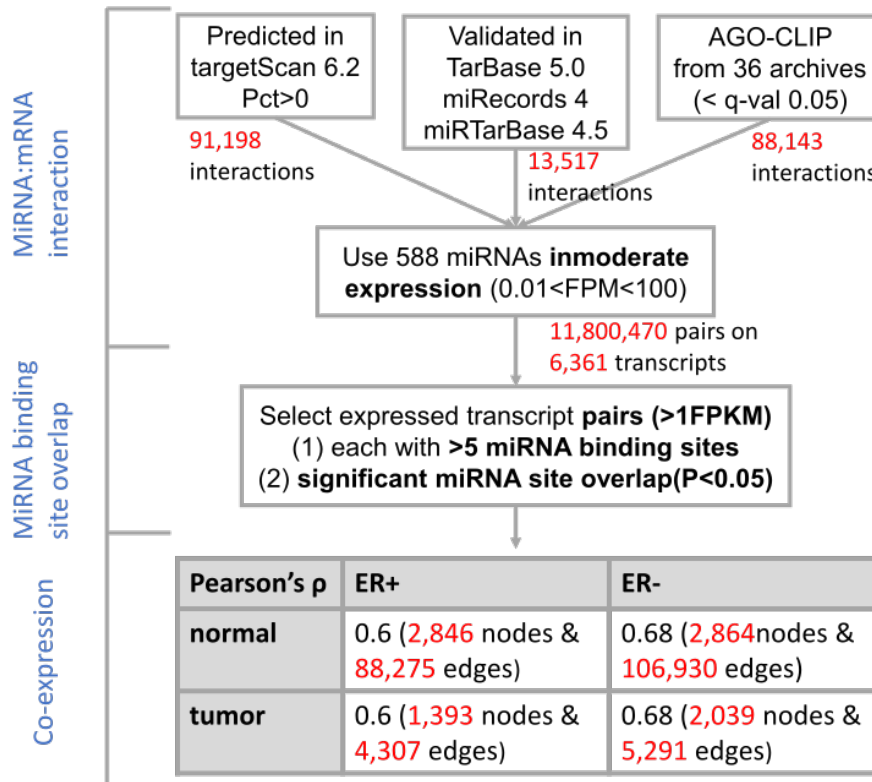 Predicted in
targetScan 6.2
Pct>0
Validated in
TarBase 5.0
miRecords 4
miRTarBase 4.5
AGO-CLIP
from 36 archives
(< q-val 0.05)
91,198
interactions
13,517
interactions
88,143
interactions
MiRNA:mRNA
interaction
Use 588 miRNAs inmoderate
expression (0.01<FPM<100)
11,800,470 pairs on
6,361 transcripts
MiRNA binding
site overlap
Select expressed transcript pairs (>1FPKM)
(1) each with >5 miRNA binding sites
(2) significant miRNA site overlap(P<0.05)
Co-expression
Pearson's ρ ER+ ER-
normal 0.6 (2,846 nodes & 0.68 (2,864nodes &
88,275 edges) 106,930 edges)
tumor 0.6 (1,393 nodes & 0.68 (2,039 nodes &
4,307 edges) 5,291 edges)